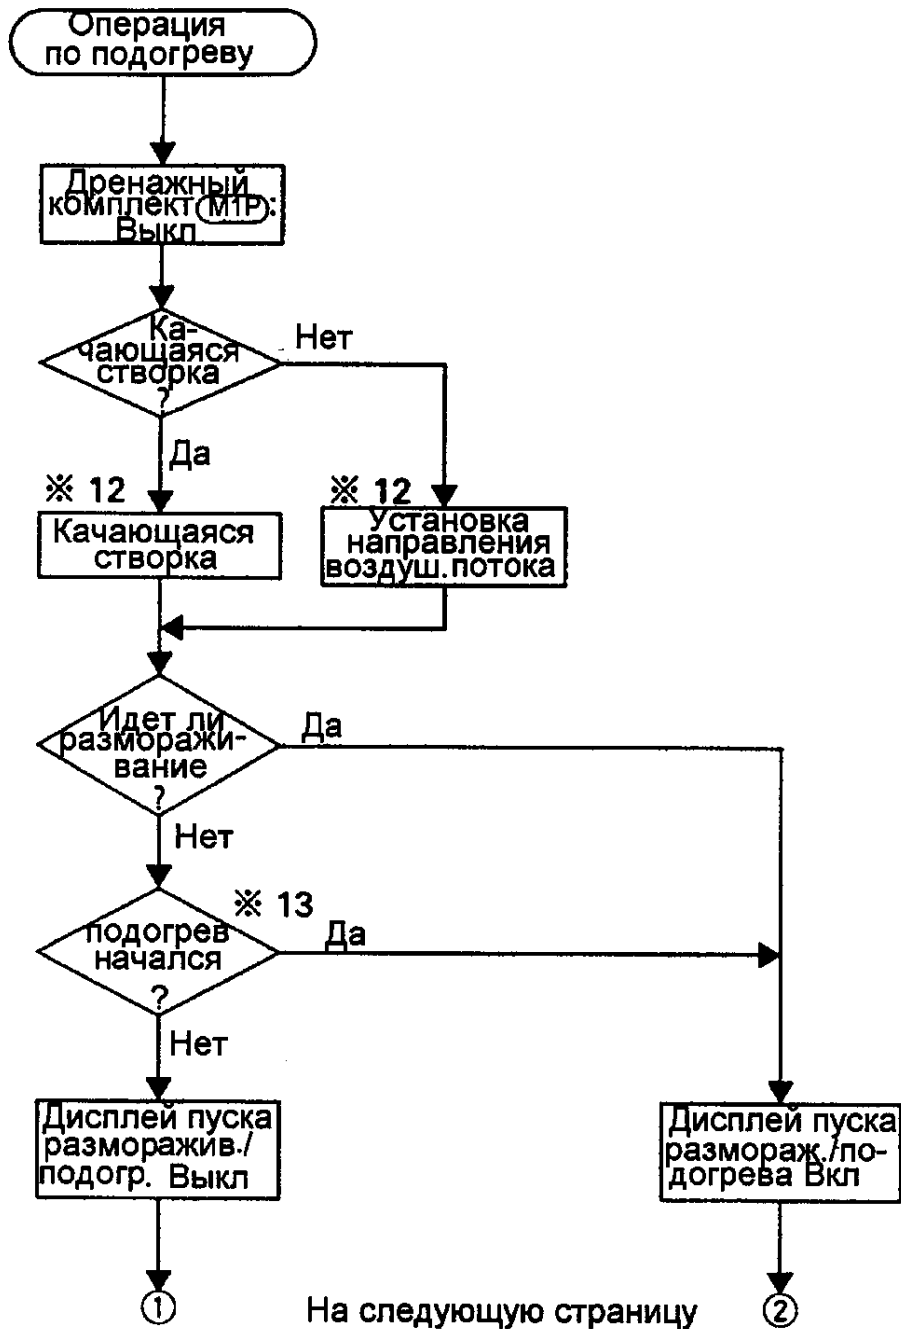 Операция
по подогреву
Дренажный
комплект (M1P):
Выкл
Ка-
чающаяся
створка
?
Нет
Да
※ 12
※ 12
Качающаяся
створка
Установка
направления
воздуш.потока
Идет ли
заморажи-
вание
?
Да
Нет
※ 13
подогрев
начался
?
Да
Нет
Дисплей пуска
разморажив./
подогр. Выкл
Дисплей пуска
размораж./по-
догрева Вкл
1
На следующую страницу
2